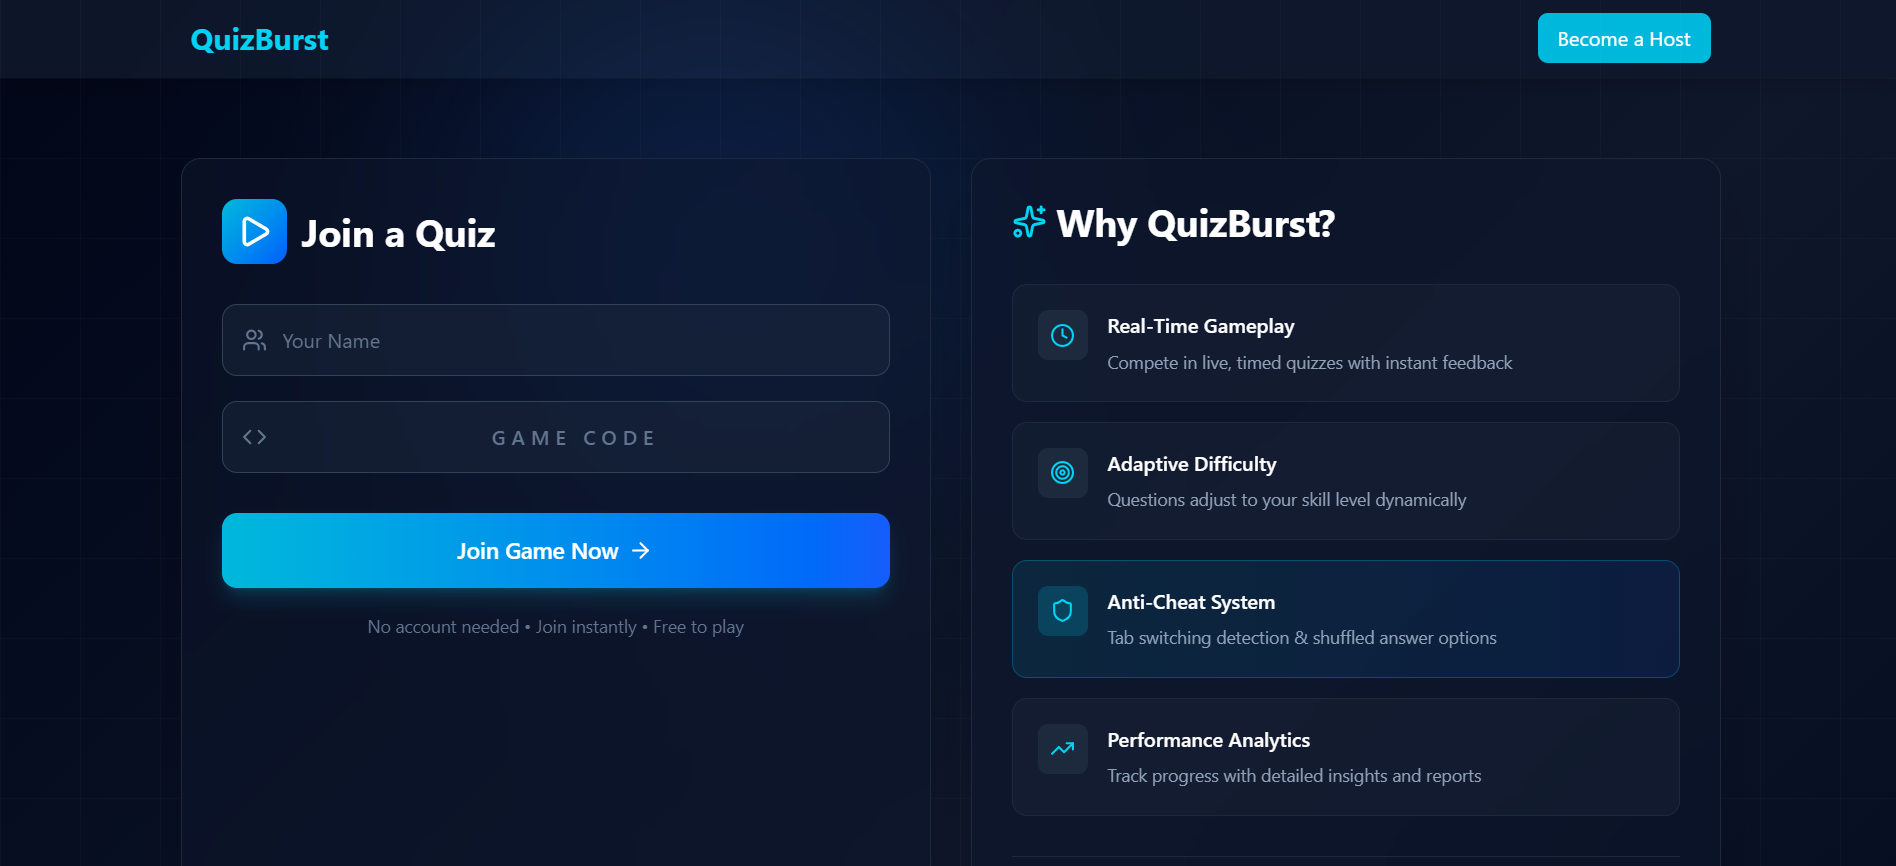 QuizBurst
Become a Host
Join a Quiz
Your Name
GAME CODE
Join Game Now
No account needed • Join instantly • Free to play
Why QuizBurst?
Real-Time Gameplay
Compete in live, timed quizzes with instant feedback
Adaptive Difficulty
Questions adjust to your skill level dynamically
Anti-Cheat System
Tab switching detection & shuffled answer options
Performance Analytics
Track progress with detailed insights and reports